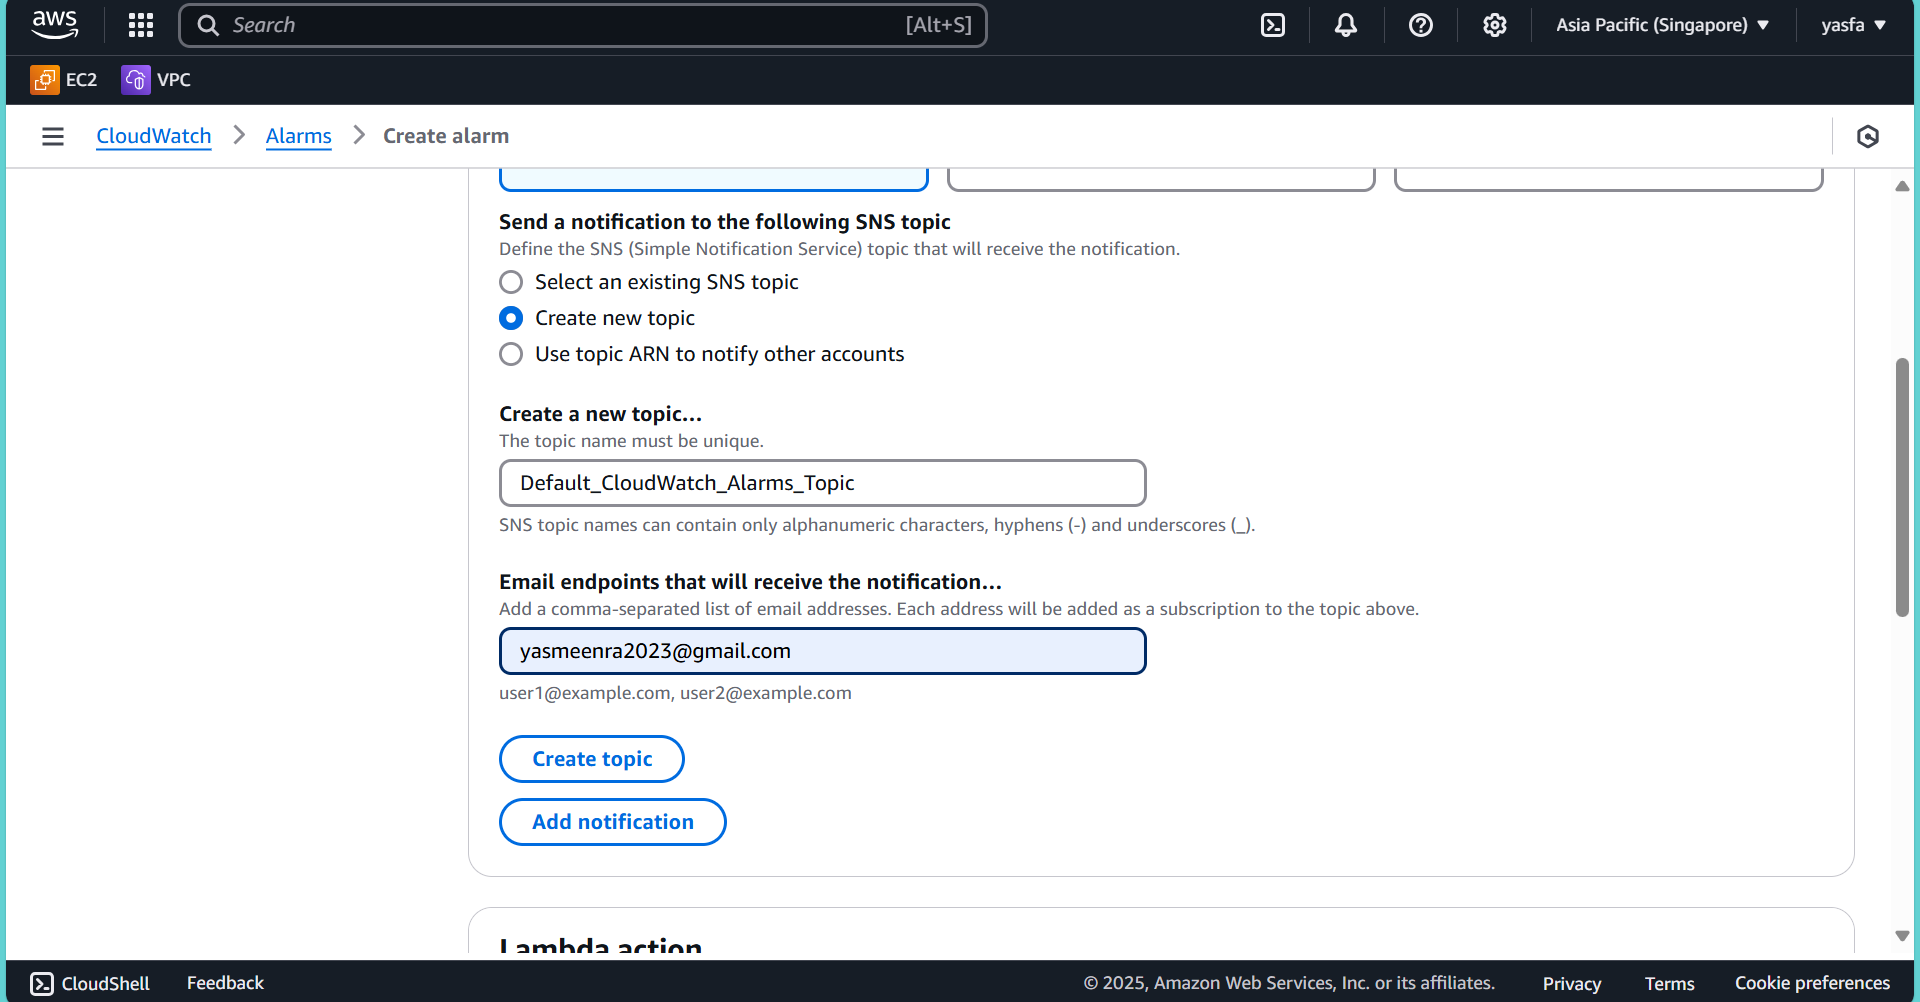 aws
Search [Alt+S] Asia Pacific (Singapore) yasfa
EC2 VPC
CloudWatch Alarms Create alarm
Send a notification to the following SNS topic
Define the SNS (Simple Notification Service) topic that will receive the notification.
Select an existing SNS topic
Create new topic
Use topic ARN to notify other accounts
Create a new topic...
The topic name must be unique.
Default_CloudWatch_Alarms_Topic
SNS topic names can contain only alphanumeric characters, hyphens (-) and underscores (_).
Email endpoints that will receive the notification...
Add a comma-separated list of email addresses. Each address will be added as a subscription to the topic above.
yasmeenra2023@gmail.com
user1@example.com, user2@example.com
Create topic
Add notification
Lambda action
CloudShell Feedback © 2025, Amazon Web Services, Inc. or its affiliates. Privacy Terms Cookie preferences